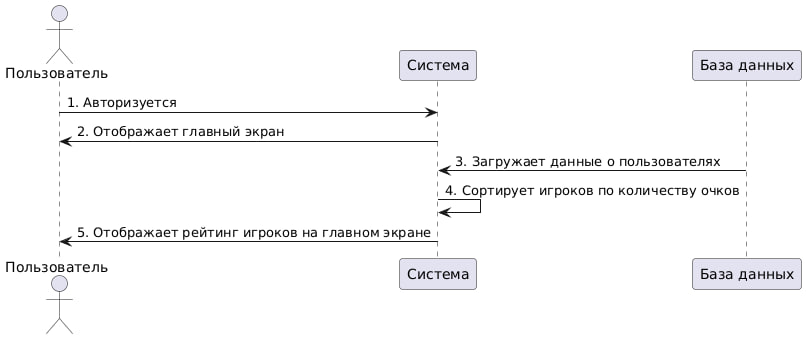 Пользователь
Система
База данных
1. Авторизуется
2. Отображает главный экран
3. Загружает данные о пользователях
4. Сортирует игроков по количеству очков
5. Отображает рейтинг игроков на главном экране
Пользователь
Система
База данных